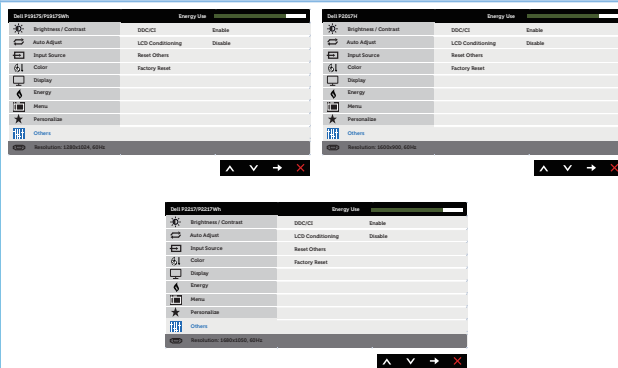 Dell P1917S/P1917SWh Energy Use
Brightness / Contrast DDC/CI Enable
Auto Adjust LCD Conditioning Disable
Input Source Reset Others
Color Factory Reset
Display
Energy
Menu
Personalize
Others
Resolution: 1280x1024, 60Hz
Dell P2017H Energy Use
Brightness / Contrast DDC/CI Enable
Auto Adjust LCD Conditioning Disable
Input Source Reset Others
Color Factory Reset
Display
Energy
Menu
Personalize
Others
Resolution: 1600x900, 60Hz
Dell P2217/P2217Wh Energy Use
Brightness / Contrast DDC/CI Enable
Auto Adjust LCD Conditioning Disable
Input Source Reset Others
Color Factory Reset
Display
Energy
Menu
Personalize
Others
Resolution: 1680x1050, 60Hz